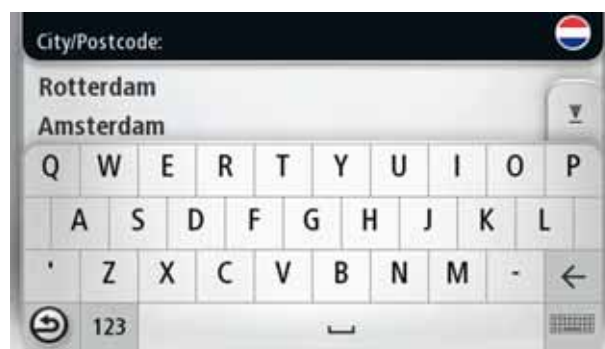 City/Postcode:
Rotterdam
Amsterdam
Q W E R T Y U I O P
A S D F G H J K L
' Z X C V B N M -
123